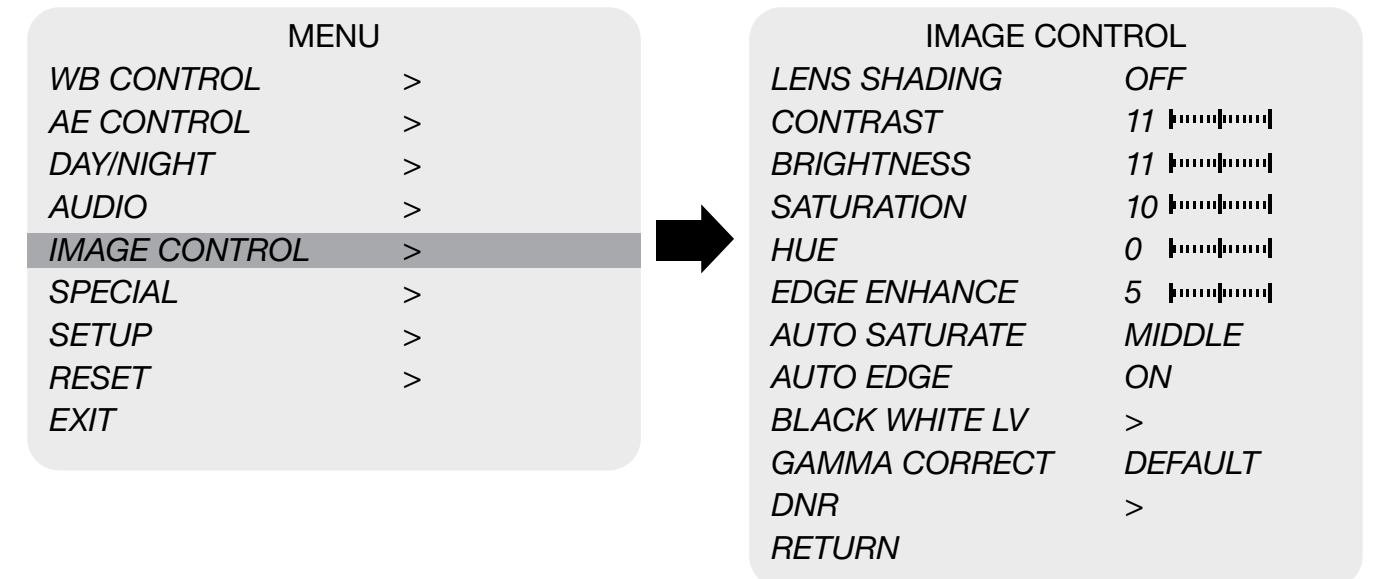 MENU
WB CONTROL >
AE CONTROL >
DAY/NIGHT >
AUDIO >
IMAGE CONTROL >
SPECIAL >
SETUP >
RESET >
EXIT
IMAGE CONTROL
LENS SHADING OFF
CONTRAST 11
BRIGHTNESS 11
SATURATION 10
HUE 0
EDGE ENHANCE 5
AUTO SATURATE MIDDLE
AUTO EDGE ON
BLACK WHITE LV >
GAMMA CORRECT DEFAULT
DNR >
RETURN